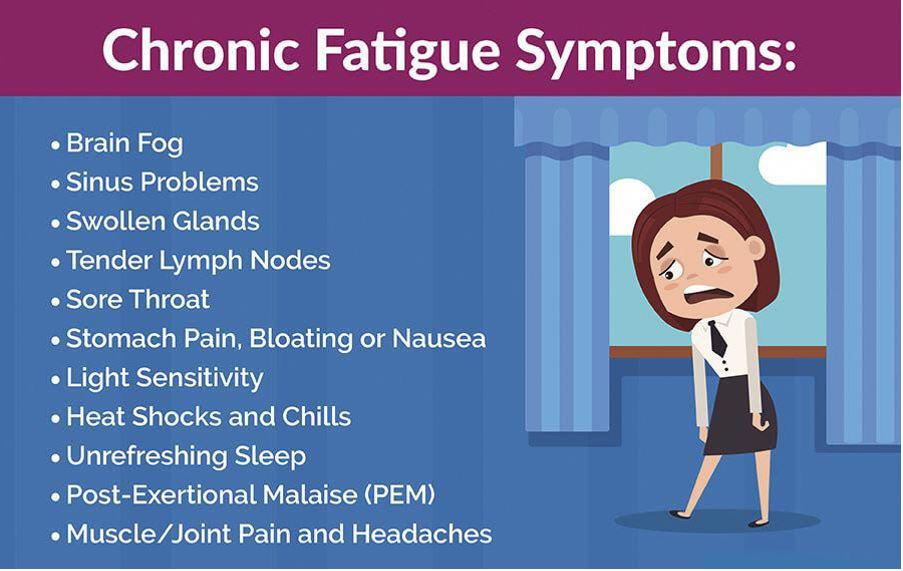 Chronic Fatigue Symptoms:
• Brain Fog
• Sinus Problems
• Swollen Glands
• Tender Lymph Nodes
• Sore Throat
• Stomach Pain, Bloating or Nausea
• Light Sensitivity
• Heat Shocks and Chills
• Unrefreshing Sleep
• Post-Exertional Malaise (PEM)
• Muscle/Joint Pain and Headaches